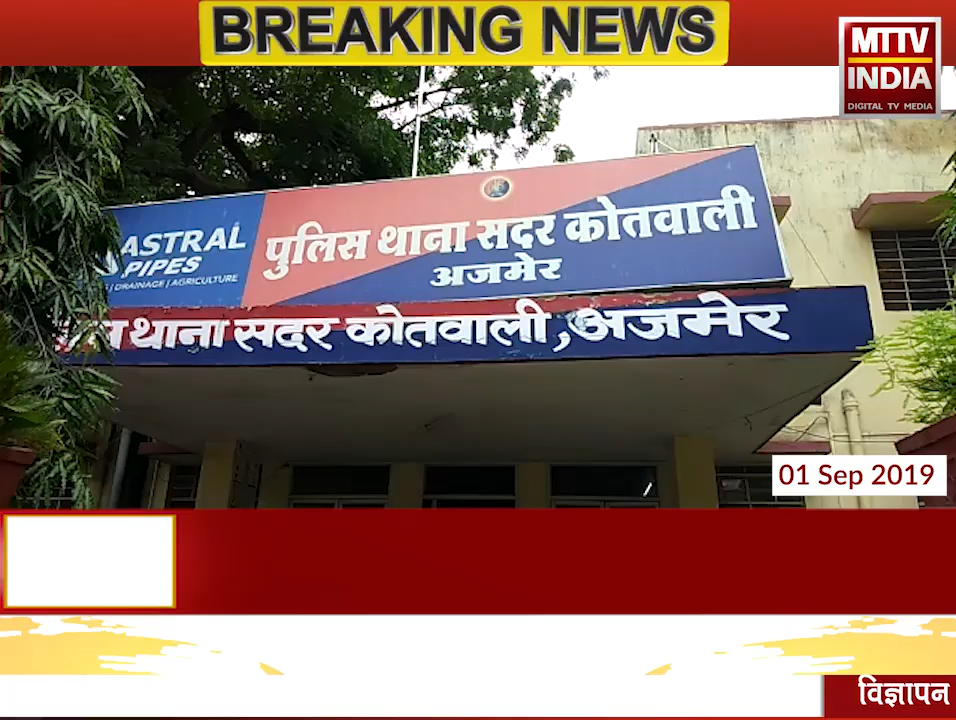 BREAKING NEWS
MTTV
INDIA
DIGITAL TV MEDIA
ASTRAL
PIPES
| DRAINAGE | AGRICULTURE
पुलिस थाना सदर कोतवाली
अजमेर
थाना सदर कोतवाली, अजमेर
01 Sep 2019
विज्ञापन